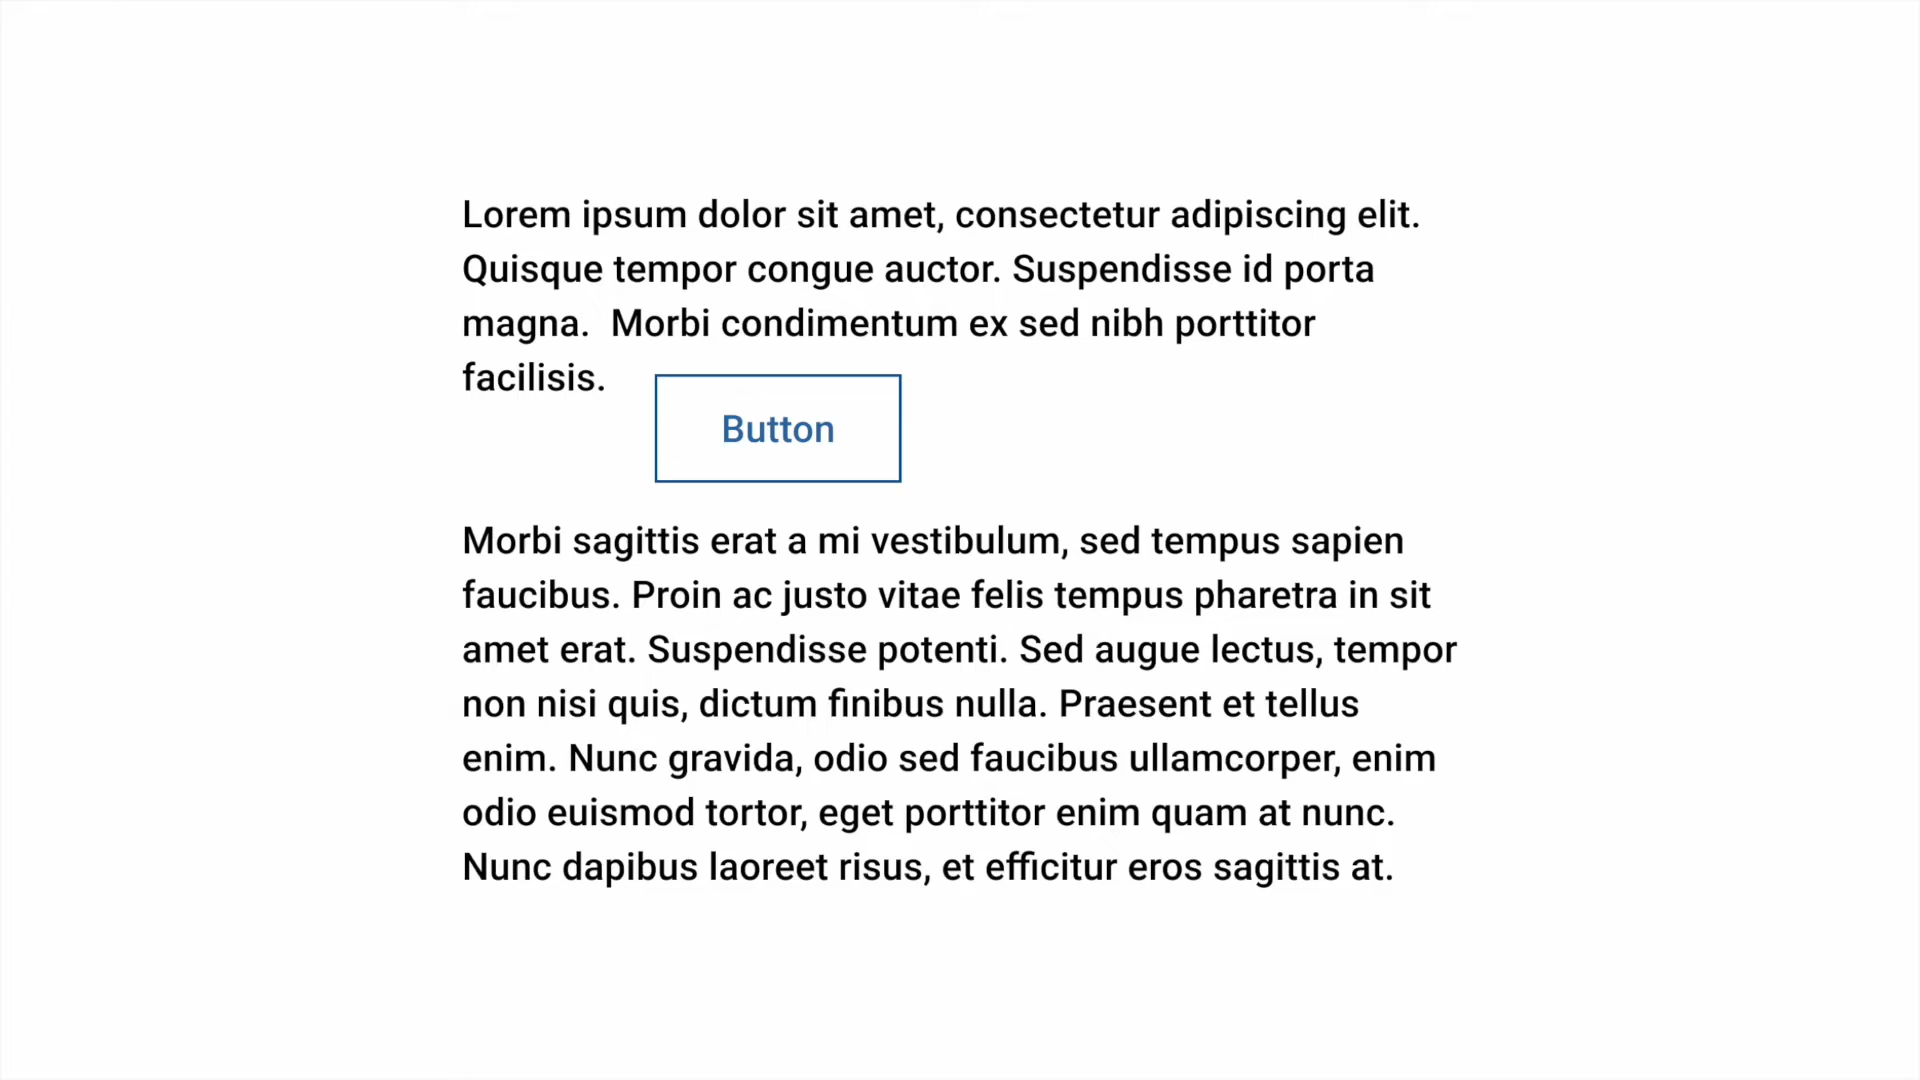 Lorem ipsum dolor sit amet, consectetur adipiscing elit.
Quisque tempor congue auctor. Suspendisse id porta
magna.  Morbi condimentum ex sed nibh porttitor
facilisis.
Button
Morbi sagittis erat a mi vestibulum, sed tempus sapien
faucibus. Proin ac justo vitae felis tempus pharetra in sit
amet erat. Suspendisse potenti. Sed augue lectus, tempor
non nisi quis, dictum finibus nulla. Praesent et tellus
enim. Nunc gravida, odio sed faucibus ullamcorper, enim
odio euismod tortor, eget porttitor enim quam at nunc.
Nunc dapibus laoreet risus, et efficitur eros sagittis at.